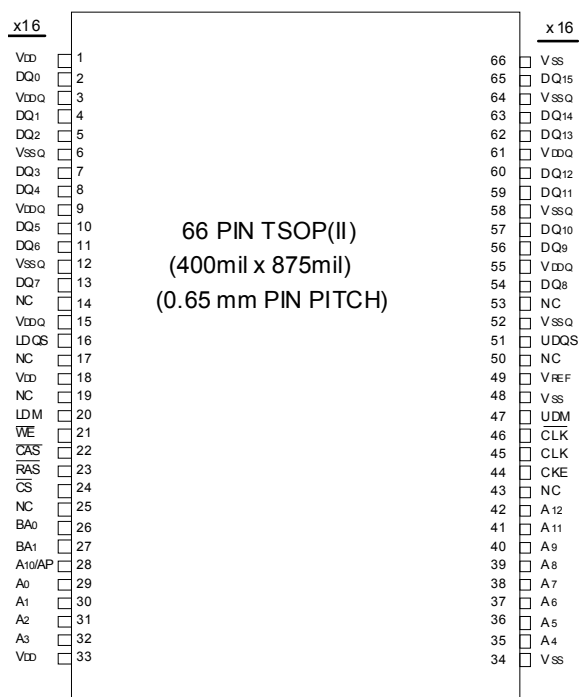 x16 x 16
VDD 1 66 VSS
DQ0 2 65 DQ15
VDDQ 3 64 VSSQ
DQ1 4 63 DQ14
DQ2 5 62 DQ13
VSSQ 6 61 VDDQ
DQ3 7 60 DQ12
DQ4 8 59 DQ11
VDDQ 9 58 VSSQ
DQ5 10 57 DQ10
DQ6 11 56 DQ9
VSSQ 12 55 VDDQ
DQ7 13 54 DQ8
NC 14 53 NC
VDDQ 15 52 VSSQ
LDQS 16 51 UDQS
NC 17 50 NC
VDD 18 49 VREF
NC 19 48 VSS
LDM 20 47 UDM
W̅E̅ 21 46 C̅L̅K̅
C̅A̅S̅ 22 45 CLK
R̅A̅S̅ 23 44 CKE
C̅S̅ 24 43 NC
NC 25 42 A12
BA0 26 41 A11
BA1 27 40 A9
A10/AP 28 39 A8
A0 29 38 A7
A1 30 37 A6
A2 31 36 A5
A3 32 35 A4
VDD 33 34 VSS
66 PIN TSOP(II)
(400mil x 875mil)
(0.65 mm PIN PITCH)